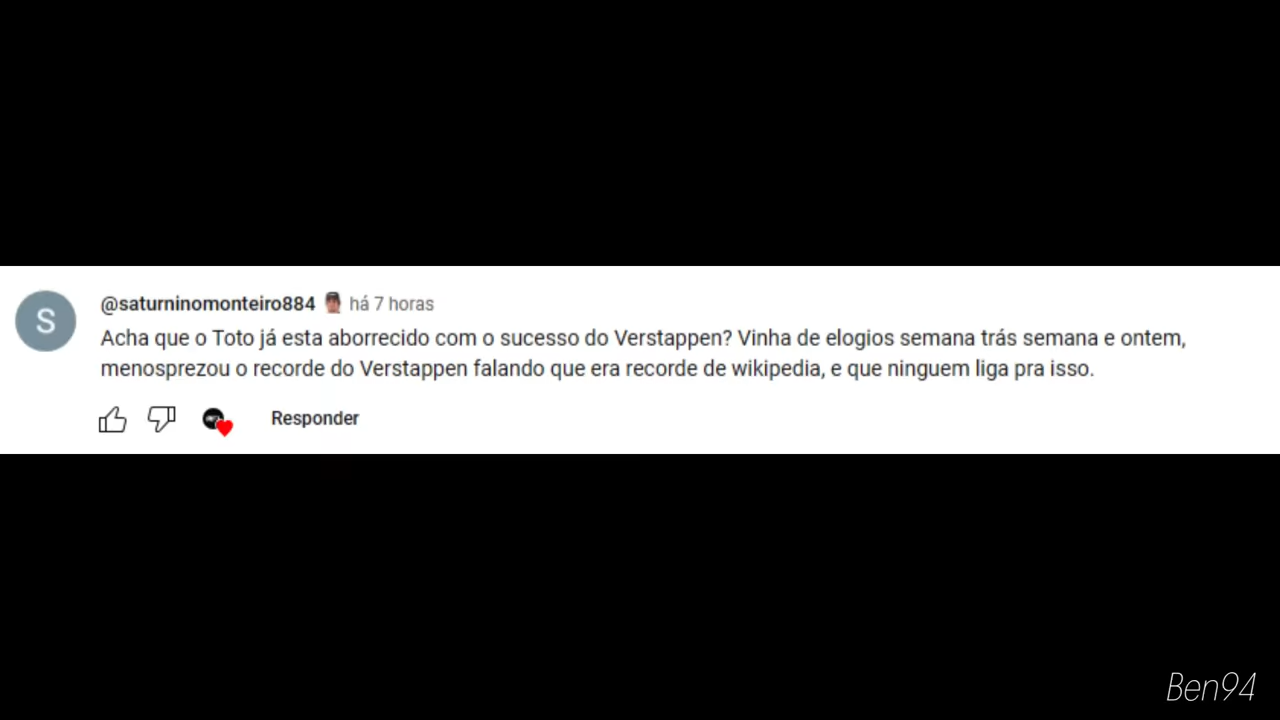 S
@saturninomonteiro884 há 7 horas
Acha que o Toto já esta aborrecido com o sucesso do Verstappen? Vinha de elogios semana trás semana e ontem,
menosprezou o recorde do Verstappen falando que era recorde de wikipedia, e que ninguem liga pra isso.
Responder
Ben94